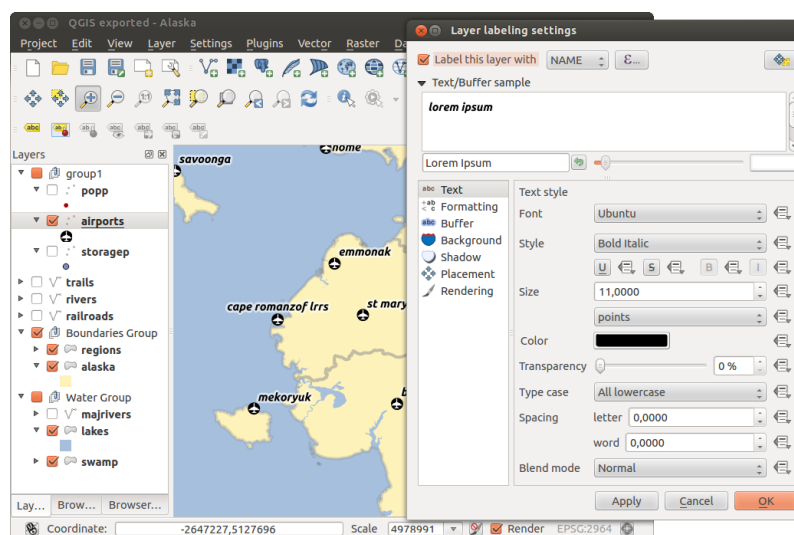 QGIS exported - Alaska
Project Edit View Layer Settings Plugins Vector Raster Da
Layers
group1
popp
airports
storagep
trails
rivers
railroads
Boundaries Group
regions
alaska
Water Group
majrivers
lakes
swamp
Lay... Brow... Browser...
savoonga
nome
emmonak
cape romanzof lrrs
st mary
mekoryuk
b
Coordinate: -2647227,5127696 Scale 4978991 Render EPSG:2964
Layer labeling settings
Label this layer with NAME ε...
Text/Buffer sample
lorem ipsum
Lorem Ipsum
Text
Formatting
Buffer
Background
Shadow
Placement
Rendering
Text style
Font Ubuntu
Style Bold Italic
U S B I
Size 11,0000
points
Color
Transparency 0 %
Type case All lowercase
Spacing letter 0,0000
word 0,0000
Blend mode Normal
Apply Cancel OK